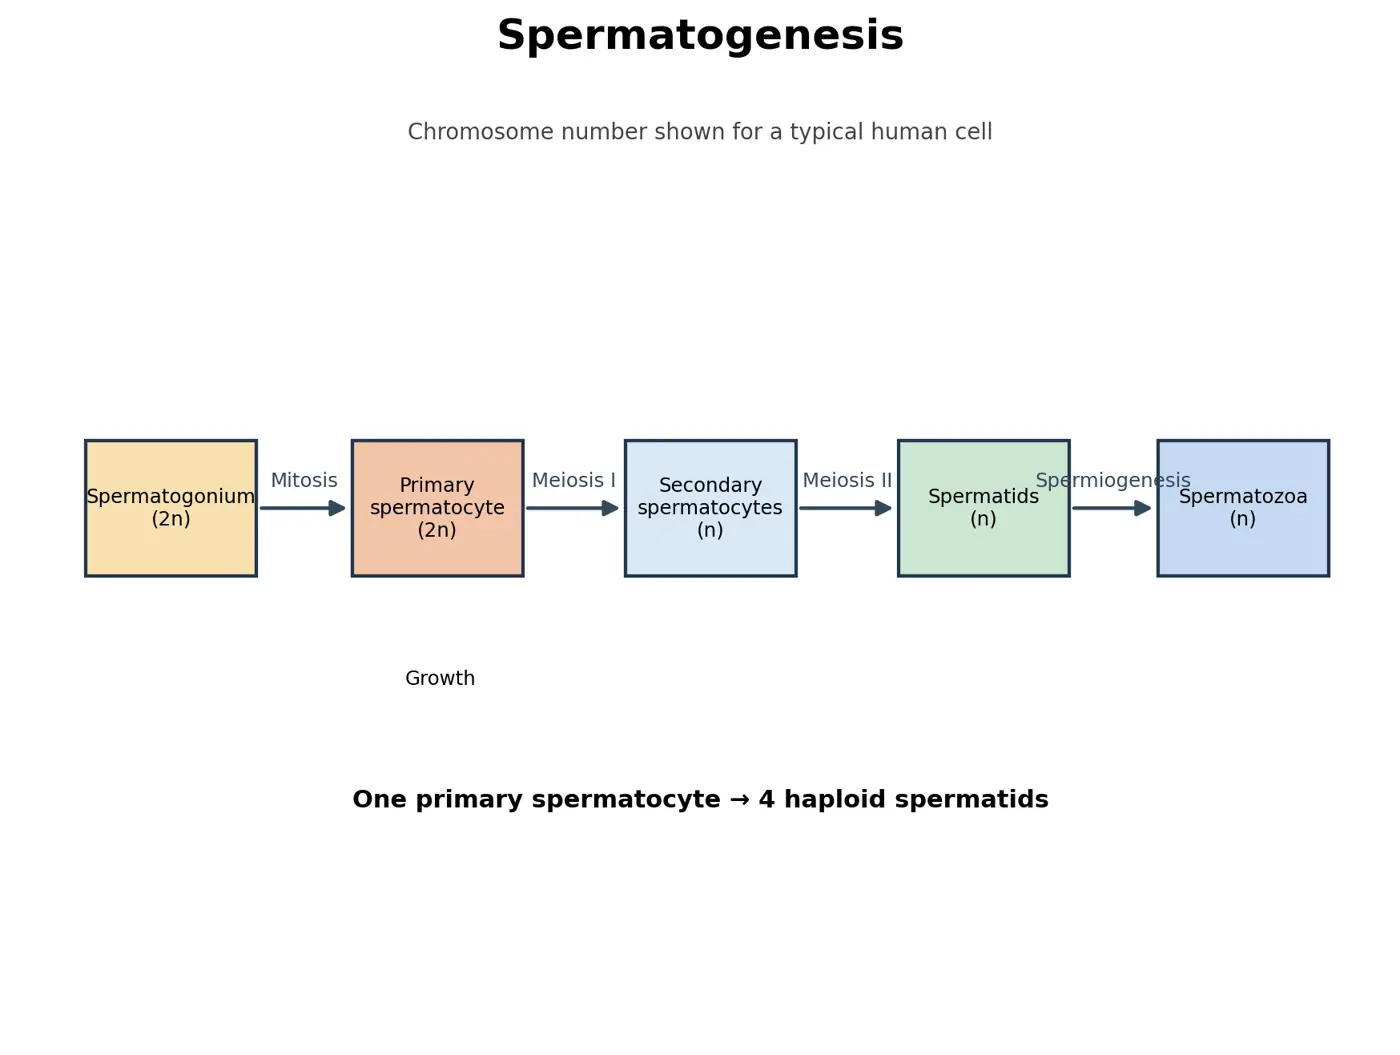 Spermatogenesis
Chromosome number shown for a typical human cell
Spermatogonium
(2n)
Mitosis
Primary
spermatocyte
(2n)
Meiosis I
Secondary
spermatocytes
(n)
Meiosis II
Spermatids
(n)
Spermiogenesis
Spermatozoa
(n)
Growth
One primary spermatocyte → 4 haploid spermatids